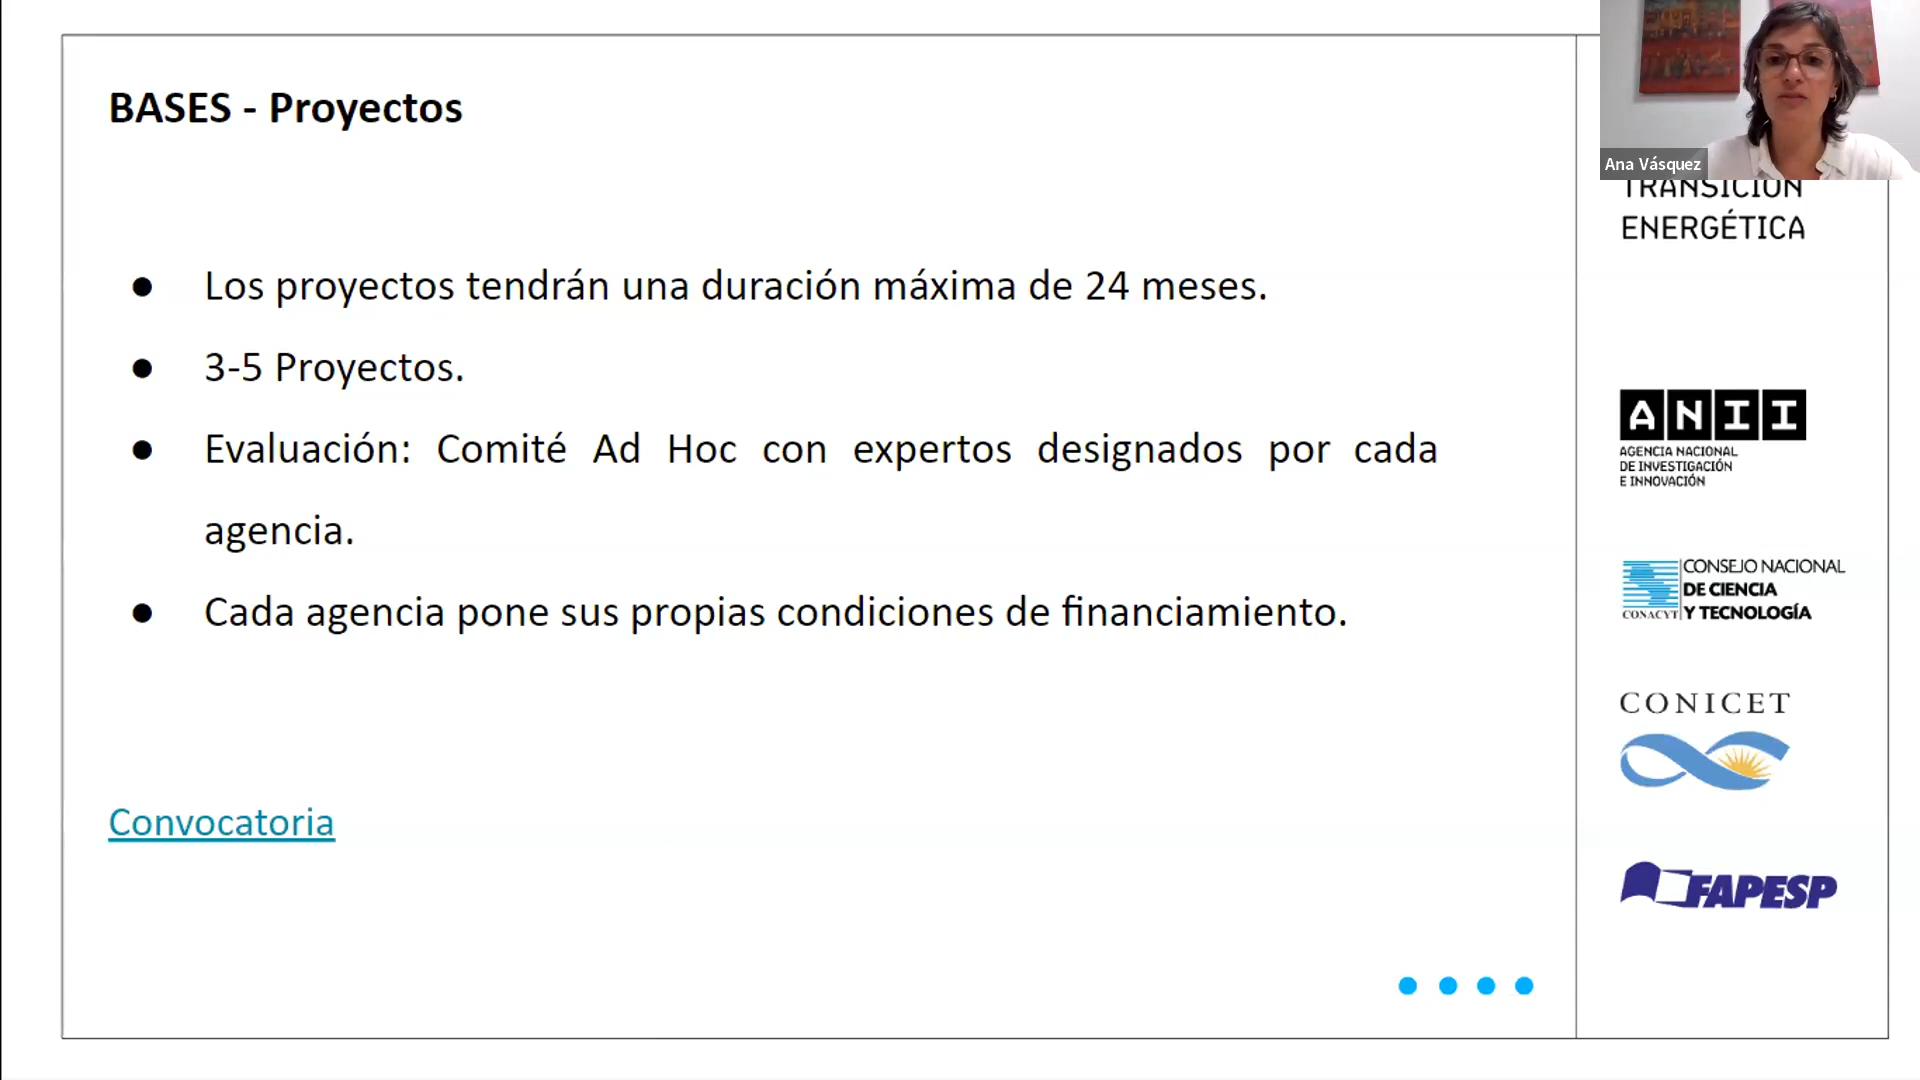 BASES - Proyectos
Los proyectos tendrán una duración máxima de 24 meses.
3-5 Proyectos.
Evaluación: Comité Ad Hoc con expertos designados por cada
agencia.
Cada agencia pone sus propias condiciones de financiamiento.
Convocatoria
Ana Vásquez
TRANSICIÓN
ENERGÉTICA
ANII
AGENCIA NACIONAL
DE INVESTIGACIÓN
E INNOVACIÓN
CONACYT
CONSEJO NACIONAL
DE CIENCIA
Y TECNOLOGÍA
CONICET
FAPESP